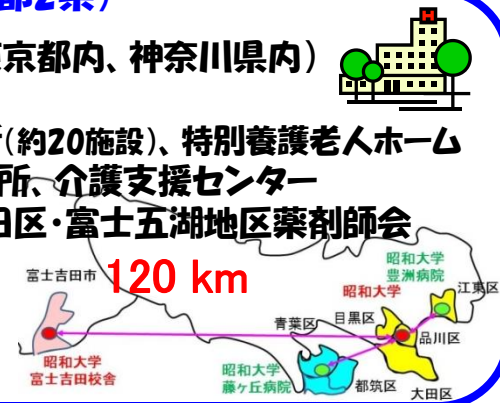 部2条)
京都内、神奈川県内)
(約20施設)、特別養護老人ホーム
所、介護支援センター
田区・富士五湖地区薬剤師会
120 km
富士吉田市
昭和大学
豊洲病院
昭和大学
江東区
目黒区
青葉区
品川区
昭和大学
富士吉田校舎
昭和大学
藤ヶ丘病院
都筑区
大田区
H